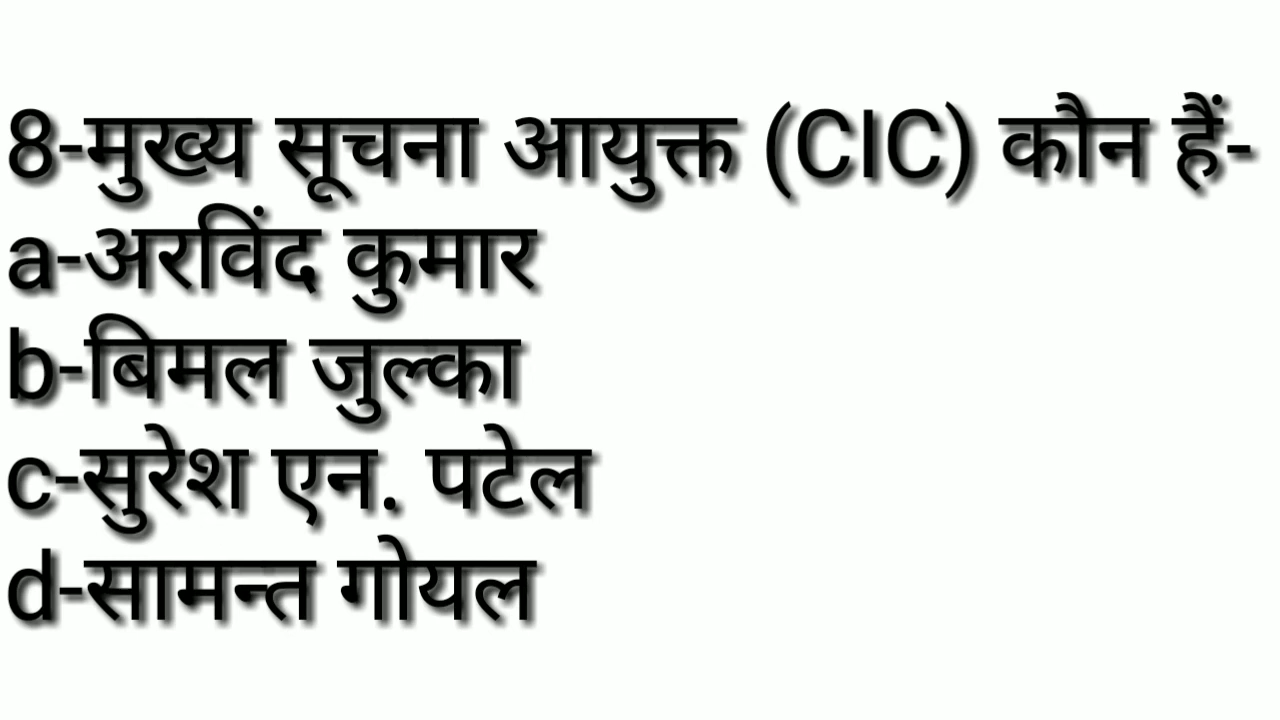 8-मुख्य सूचना आयुक्त (CIC) कौन हैं-
a-अरविंद कुमार
b-बिमल जुल्का
c-सुरेश एन. पटेल
d-सामन्त गोयल